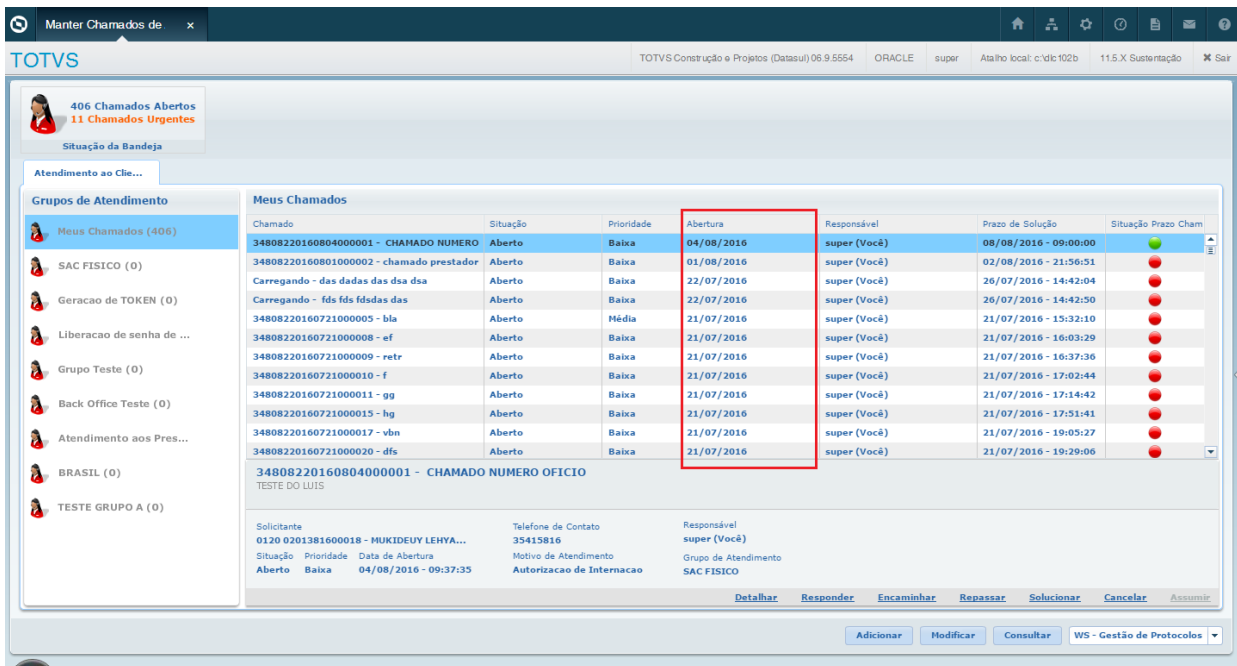 Manter Chamados de x
TOTVS
TOTVS Construção e Projetos (Datasul) 06.9.5554 ORACLE super Atalho local: c:\dlc102b 11.5.X Sustentação ✖ Sair
406 Chamados Abertos
11 Chamados Urgentes
Situação da Bandeja
Atendimento ao Clie...
Grupos de Atendimento
Meus Chamados (406)
SAC FISICO (0)
Geracao de TOKEN (0)
Liberacao de senha de ...
Grupo Teste (0)
Back Office Teste (0)
Atendimento aos Pres...
BRASIL (0)
TESTE GRUPO A (0)
Meus Chamados
Chamado Situação Prioridade Abertura Responsável Prazo de Solução Situação Prazo Cham
34808220160804000001 - CHAMADO NUMERO Aberto Baixa 04/08/2016 super (Você) 08/08/2016 - 09:00:00
34808220160801000002 - chamado prestador Aberto Baixa 01/08/2016 super (Você) 02/08/2016 - 21:56:51
Carregando - das dadas das dsa dsa Aberto Baixa 22/07/2016 super (Você) 26/07/2016 - 14:42:04
Carregando - fds fds fdsdas das Aberto Baixa 22/07/2016 super (Você) 26/07/2016 - 14:42:50
34808220160721000005 - bla Aberto Média 21/07/2016 super (Você) 21/07/2016 - 15:32:10
34808220160721000008 - ef Aberto Baixa 21/07/2016 super (Você) 21/07/2016 - 16:03:29
34808220160721000009 - retr Aberto Baixa 21/07/2016 super (Você) 21/07/2016 - 16:37:36
34808220160721000010 - f Aberto Baixa 21/07/2016 super (Você) 21/07/2016 - 17:02:44
34808220160721000011 - gg Aberto Baixa 21/07/2016 super (Você) 21/07/2016 - 17:14:42
34808220160721000015 - hg Aberto Baixa 21/07/2016 super (Você) 21/07/2016 - 17:51:41
34808220160721000017 - vbn Aberto Baixa 21/07/2016 super (Você) 21/07/2016 - 19:05:27
34808220160721000020 - dfs Aberto Baixa 21/07/2016 super (Você) 21/07/2016 - 19:29:06
34808220160804000001 - CHAMADO NUMERO OFICIO
TESTE DO LUIS
Solicitante Telefone de Contato Responsável
0120 0201381600018 - MUKIDEUY LEHYA... 35415816 super (Você)
Situação Prioridade Data de Abertura Motivo de Atendimento Grupo de Atendimento
Aberto Baixa 04/08/2016 - 09:37:35 Autorizacao de Internacao SAC FISICO
Detalhar Responder Encaminhar Repassar Solucionar Cancelar Assumir
Adicionar Modificar Consultar WS - Gestão de Protocolos